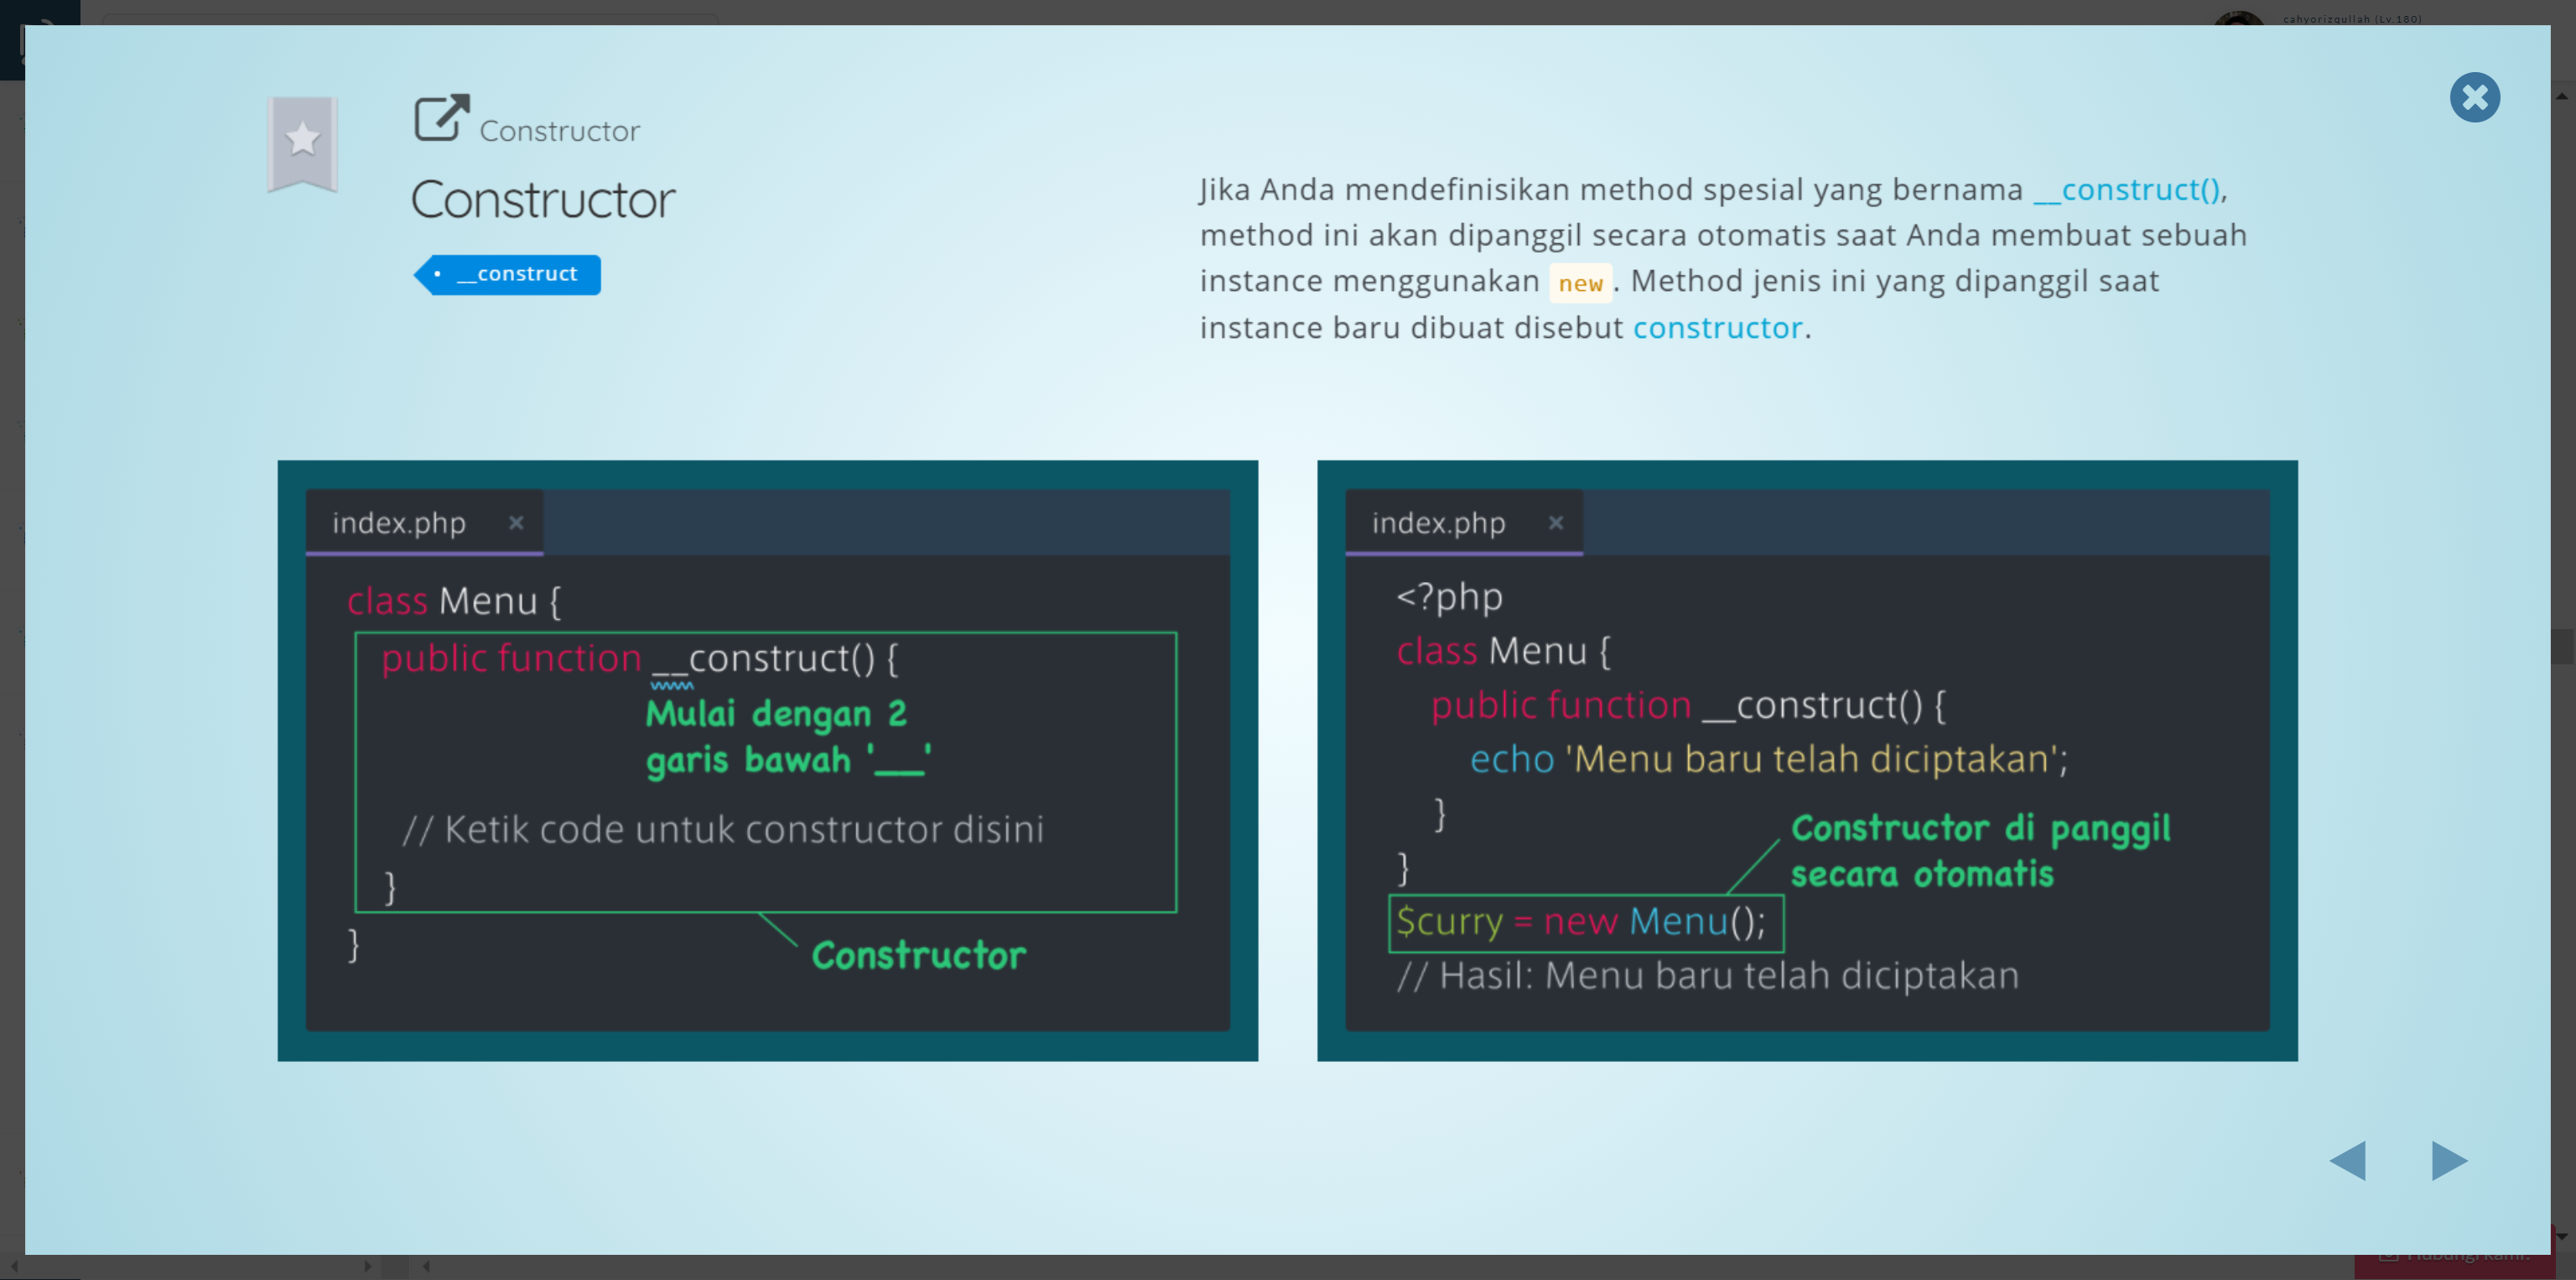 cahyorizqullah (Lv.180)
Constructor
Constructor
__construct
Jika Anda mendefinisikan method spesial yang bernama __construct(),
method ini akan dipanggil secara otomatis saat Anda membuat sebuah
instance menggunakan new. Method jenis ini yang dipanggil saat
instance baru dibuat disebut constructor.
index.php ×
class Menu {
public function __construct() {
Mulai dengan 2
garis bawah '__'
// Ketik code untuk constructor disini
}
}
Constructor
index.php ×
<?php
class Menu {
public function __construct() {
echo 'Menu baru telah diciptakan';
}
Constructor di panggil
secara otomatis
}
$curry = new Menu();
// Hasil: Menu baru telah diciptakan
Hubungi kami